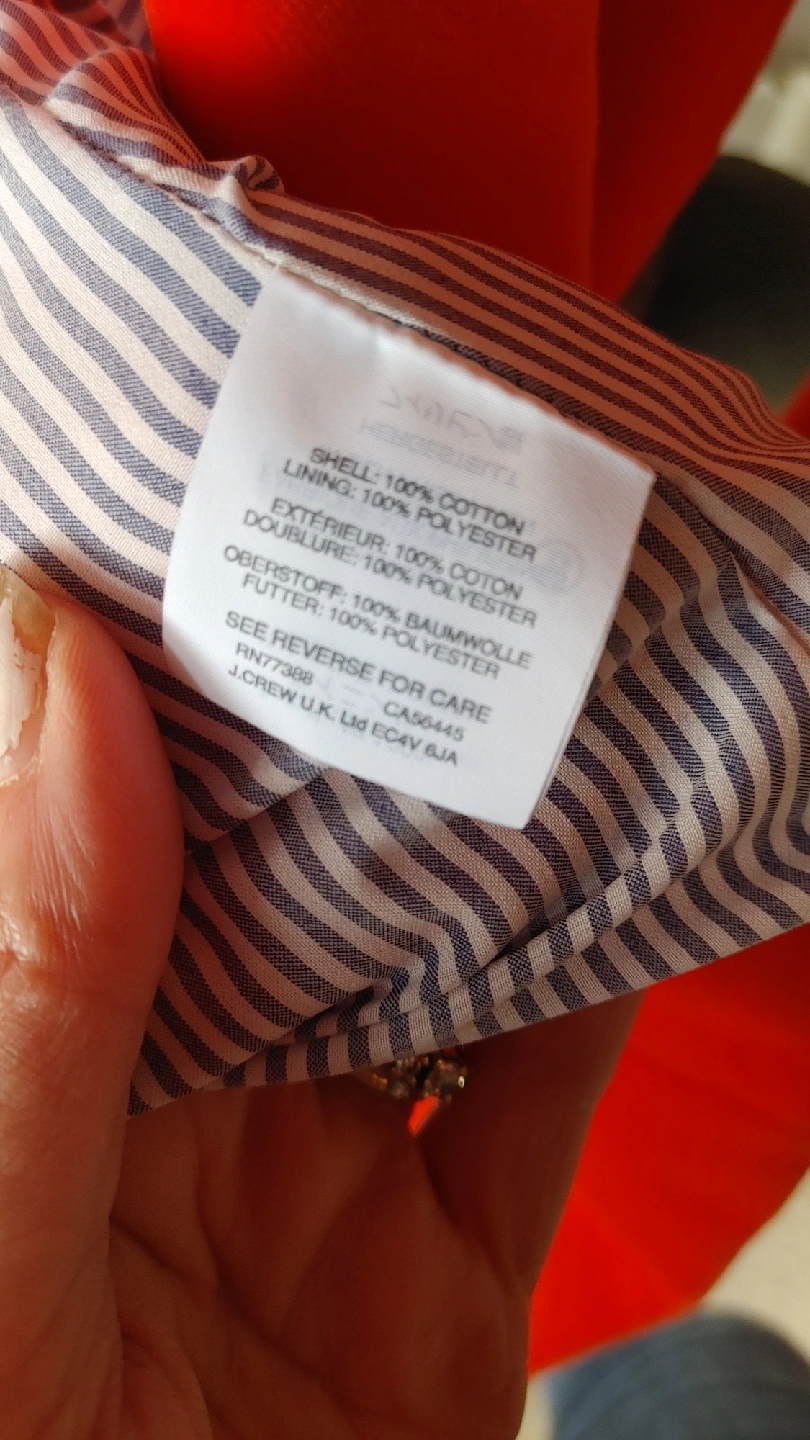 SHELL: 100% COTTON
LINING: 100% POLYESTER
EXTÉRIEUR: 100% COTON
DOUBLURE: 100% POLYESTER
OBERSTOFF: 100% BAUMWOLLE
FUTTER: 100% POLYESTER
SEE REVERSE FOR CARE
RN77388 CA56445
J.CREW U.K. Ltd EC4V 6JA